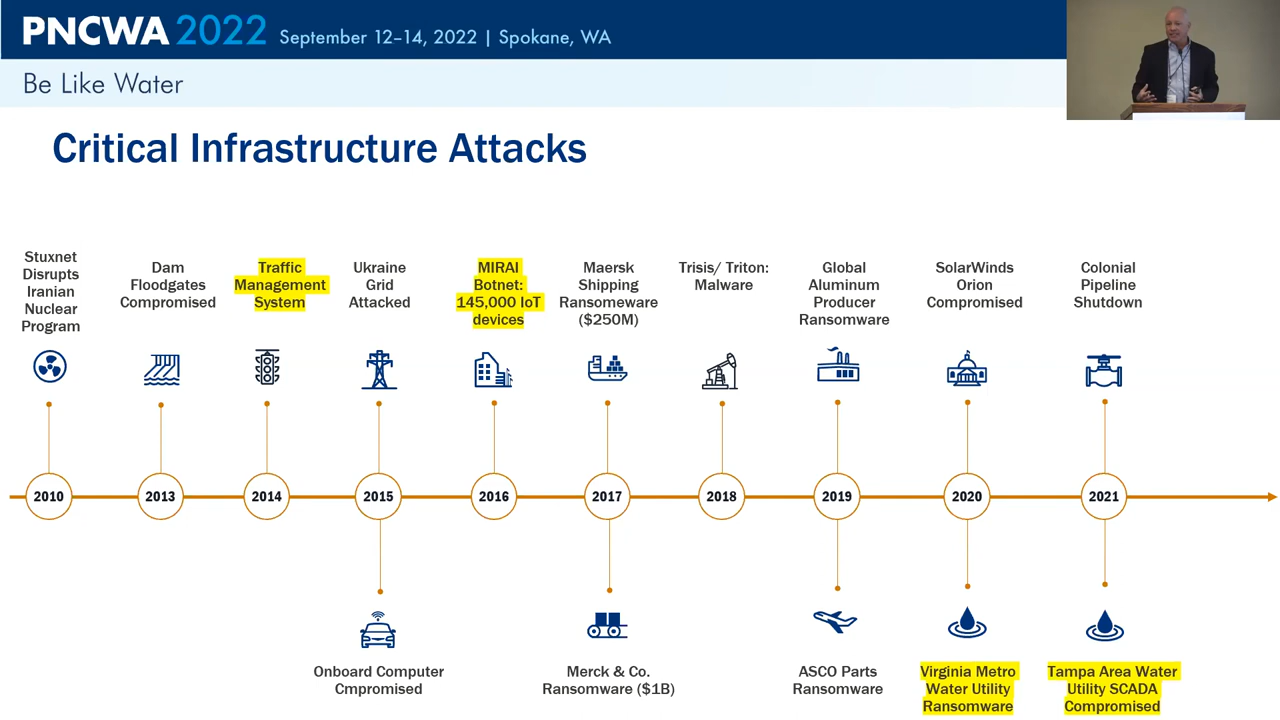 PNCWA 2022 September 12–14, 2022 | Spokane, WA
Be Like Water
Critical Infrastructure Attacks
Stuxnet
Disrupts
Iranian
Nuclear
Program
Dam
Floodgates
Compromised
Traffic
Management
System
Ukraine
Grid
Attacked
MIRAI
Botnet:
145,000 IoT
devices
Maersk
Shipping
Ransomeware
($250M)
Trisis/ Triton:
Malware
Global
Aluminum
Producer
Ransomware
SolarWinds
Orion
Compromised
Colonial
Pipeline
Shutdown
2010
2013
2014
2015
2016
2017
2018
2019
2020
2021
Onboard Computer
Cmpromised
Merck & Co.
Ransomware ($1B)
ASCO Parts
Ransomware
Virginia Metro
Water Utility
Ransomware
Tampa Area Water
Utility SCADA
Compromised